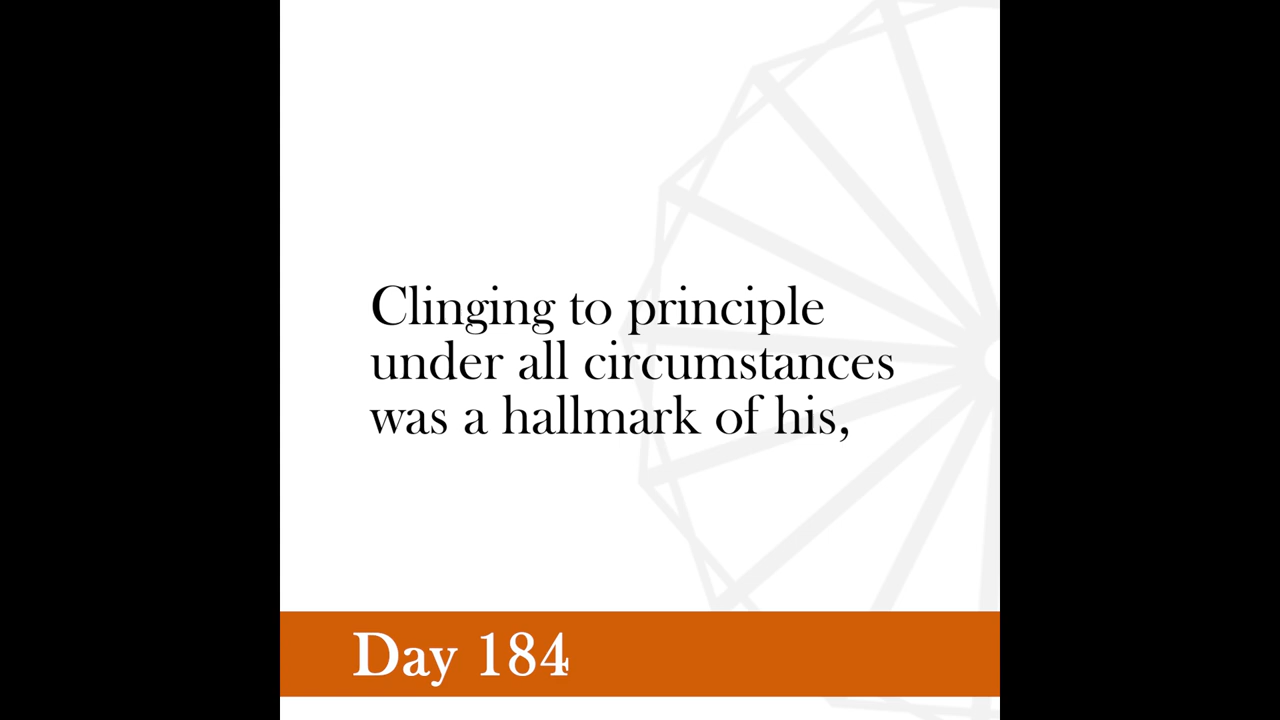 Clinging to principle
under all circumstances
was a hallmark of his,
Day 184